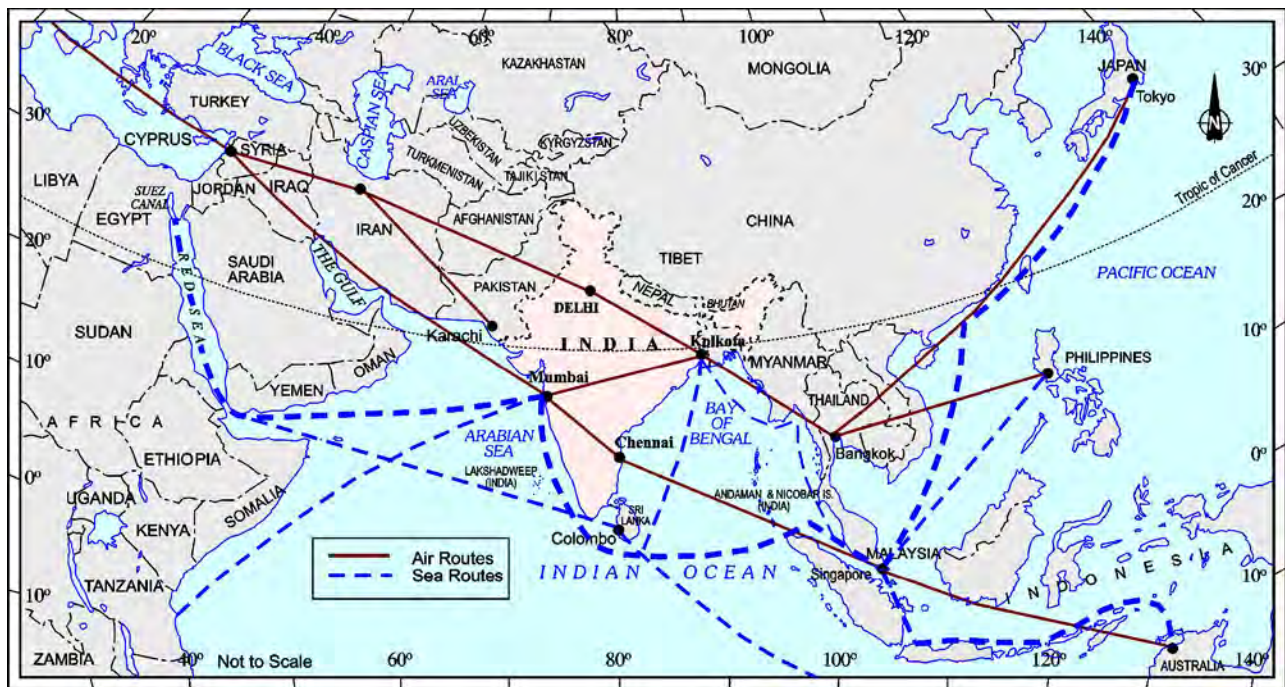 20°
40°
60°
80°
100°
120°
140°
30°
BLACK SEA
ARAL
SEA
KAZAKHSTAN
MONGOLIA
JAPAN
Tokyo
N
TURKEY
CASPIAN SEA
UZBEKISTAN
KYRGYZSTAN
30°
CYPRUS
SYRIA
TURKMENISTAN
TAJIKISTAN
Tropic of Cancer
LIBYA
SUEZ
CANAL
JORDAN
IRAQ
EGYPT
IRAN
AFGHANISTAN
CHINA
20°
20°
SAUDI
ARABIA
THE GULF
TIBET
PACIFIC OCEAN
RED SEA
PAKISTAN
DELHI
NEPAL
BHUTAN
SUDAN
Karachi
INDIA
Kolkota
10°
10°
OMAN
MYANMAR
PHILIPPINES
YEMEN
Mumbai
THAILAND
AFRICA
BAY
OF
BENGAL
ARABIAN
SEA
Chennai
Bangkok
ETHIOPIA
LAKSHADWEEP
(INDIA)
0°
0°
UGANDA
SOMALIA
ANDAMAN & NICOBAR IS.
(INDIA)
KENYA
SRI
LANKA
Colombo
MALAYSIA
Singapore
Air Routes
Sea Routes
INDIAN OCEAN
INDONESIA
10°
10°
TANZANIA
ZAMBIA
40°
Not to Scale
60°
80°
100°
120°
AUSTRALIA
140°